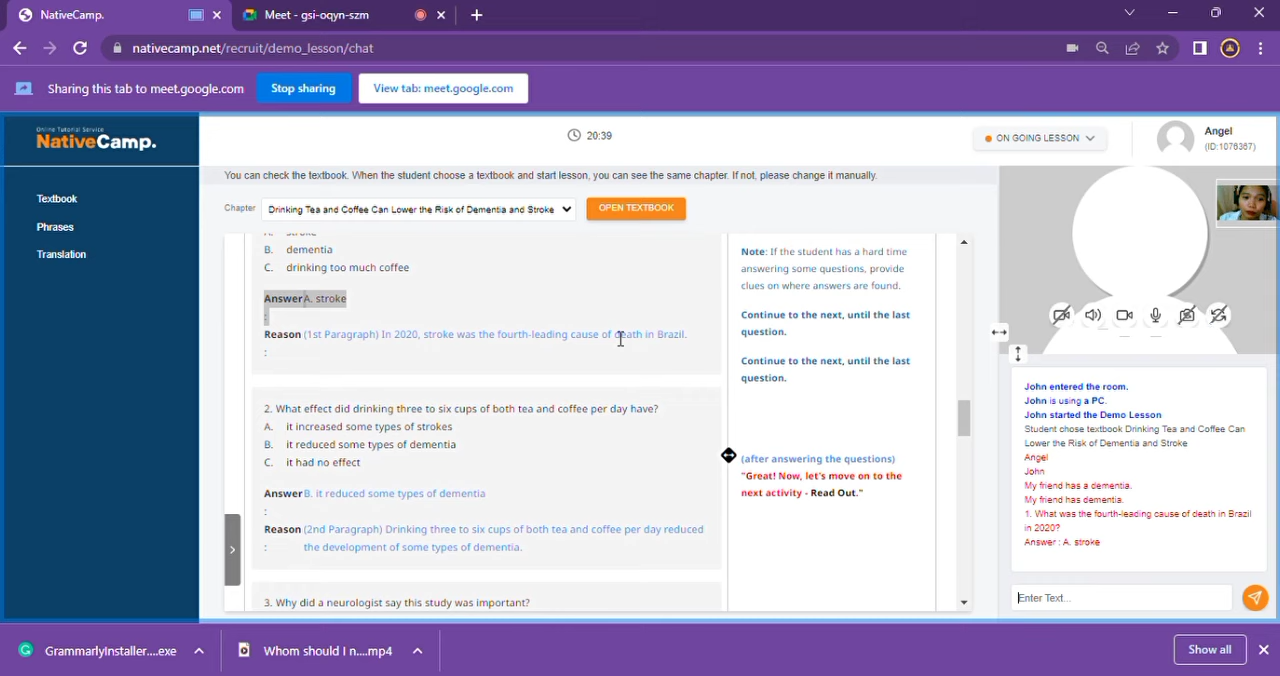 NativeCamp.
Meet - gsi-oqyn-szm
nativecamp.net/recruit/demo_lesson/chat
Sharing this tab to meet.google.com
Stop sharing
View tab: meet.google.com
Online Tutorial Service
NativeCamp.
20:39
ON GOING LESSON
Angel
(ID:1076367)
Textbook
Phrases
Translation
You can check the textbook. When the student choose a textbook and start lesson, you can see the same chapter. If not, please change it manually.
Chapter
Drinking Tea and Coffee Can Lower the Risk of Dementia and Stroke
OPEN TEXTBOOK
A. stroke
B. dementia
C. drinking too much coffee
Answer A. stroke
:
Reason (1st Paragraph) In 2020, stroke was the fourth-leading cause of death in Brazil.
:
2. What effect did drinking three to six cups of both tea and coffee per day have?
A. it increased some types of strokes
B. it reduced some types of dementia
C. it had no effect
Answer B. it reduced some types of dementia
:
Reason (2nd Paragraph) Drinking three to six cups of both tea and coffee per day reduced
: the development of some types of dementia.
3. Why did a neurologist say this study was important?
Note: If the student has a hard time
answering some questions, provide
clues on where answers are found.
Continue to the next, until the last
question.
Continue to the next, until the last
question.
(after answering the questions)
"Great! Now, let's move on to the
next activity - Read Out."
John entered the room.
John is using a PC.
John started the Demo Lesson
Student chose textbook Drinking Tea and Coffee Can
Lower the Risk of Dementia and Stroke
Angel
John
My friend has a dementia.
My friend has dementia.
1. What was the fourth-leading cause of death in Brazil
in 2020?
Answer : A. stroke
Enter Text...
GrammarlyInstaller....exe
Whom should I n....mp4
Show all